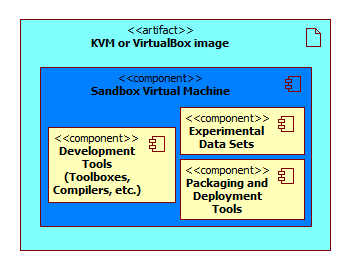 <<artifact>>
KVM or VirtualBox image
<<component>>
Sandbox Virtual Machine
<<component>>
Development
Tools
(Toolboxes,
Compilers, etc.)
<<component>>
Experimental
Data Sets
<<component>>
Packaging and
Deployment
Tools